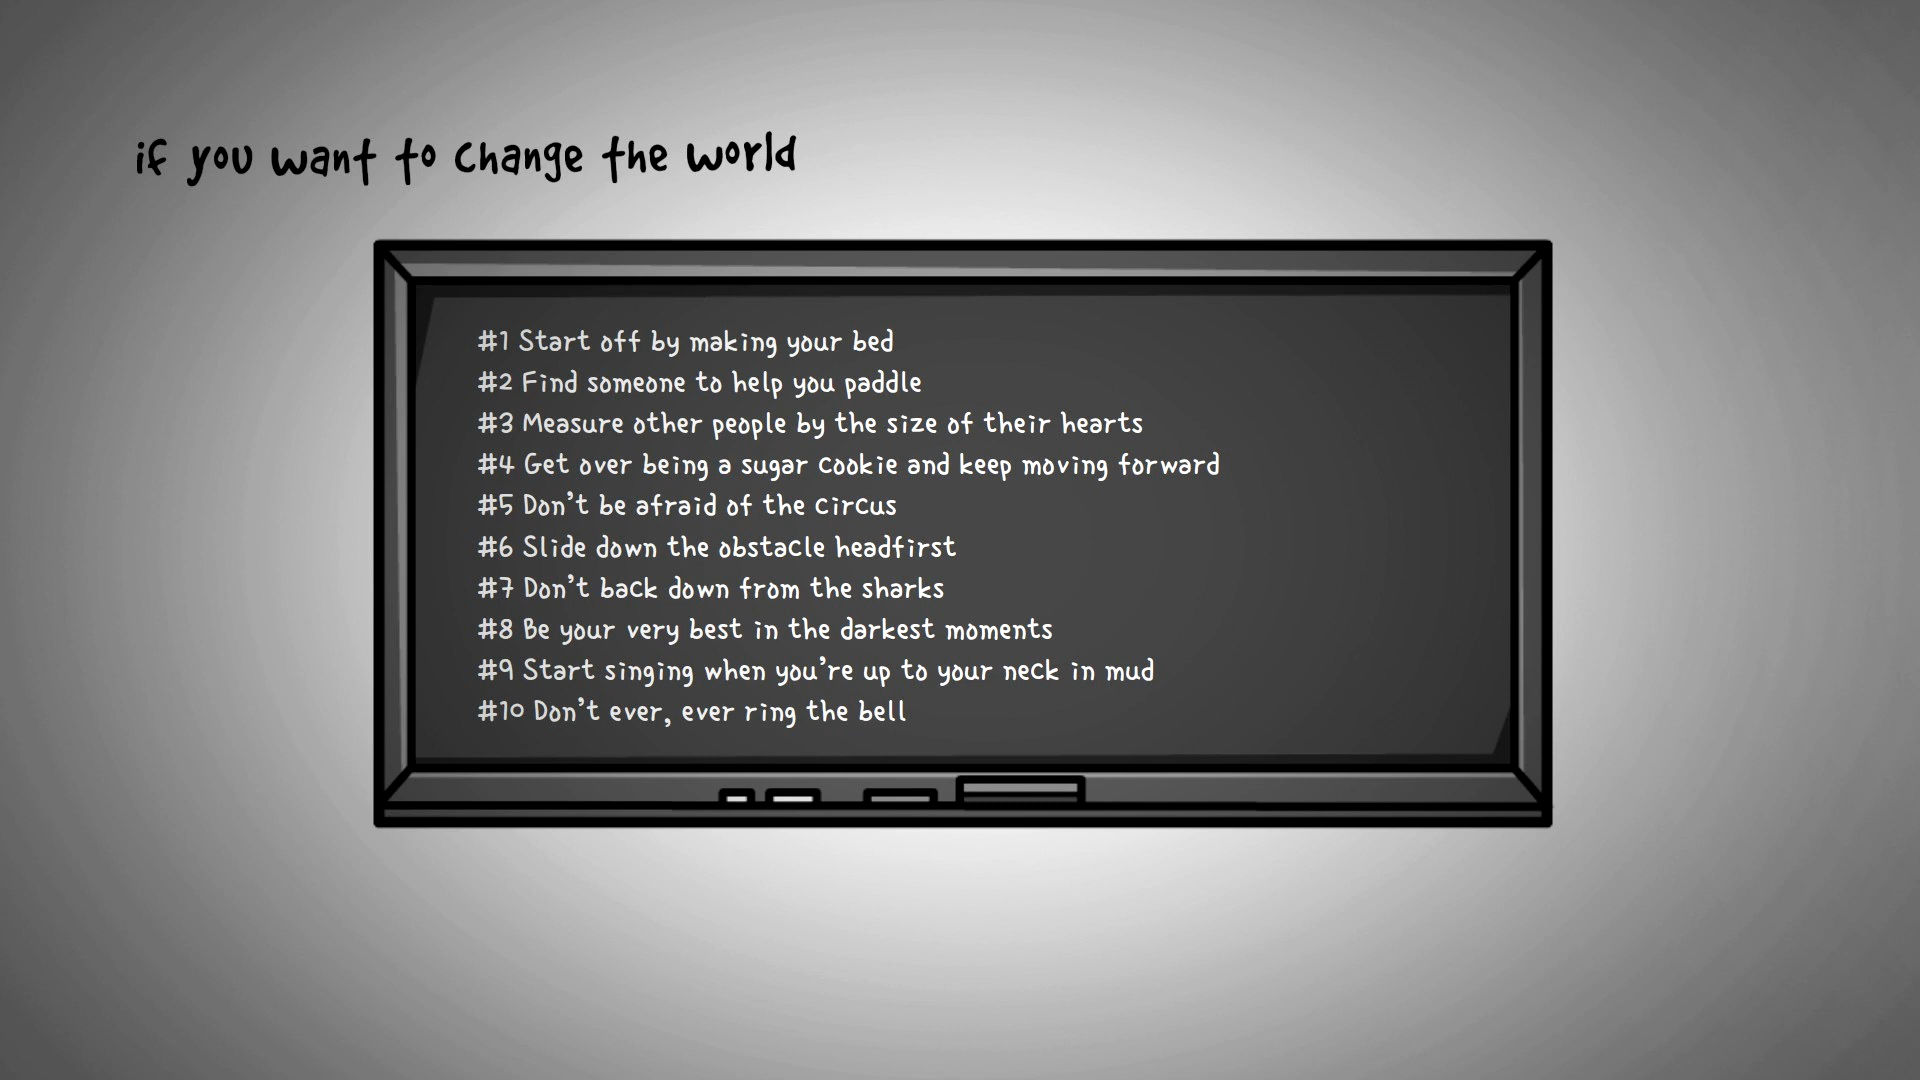 if you want to change the world
#1 Start off by making your bed
#2 Find someone to help you paddle
#3 Measure other people by the size of their hearts
#4 Get over being a sugar cookie and keep moving forward
#5 Don’t be afraid of the circus
#6 Slide down the obstacle headfirst
#7 Don’t back down from the sharks
#8 Be your very best in the darkest moments
#9 Start singing when you’re up to your neck in mud
#10 Don’t ever, ever ring the bell